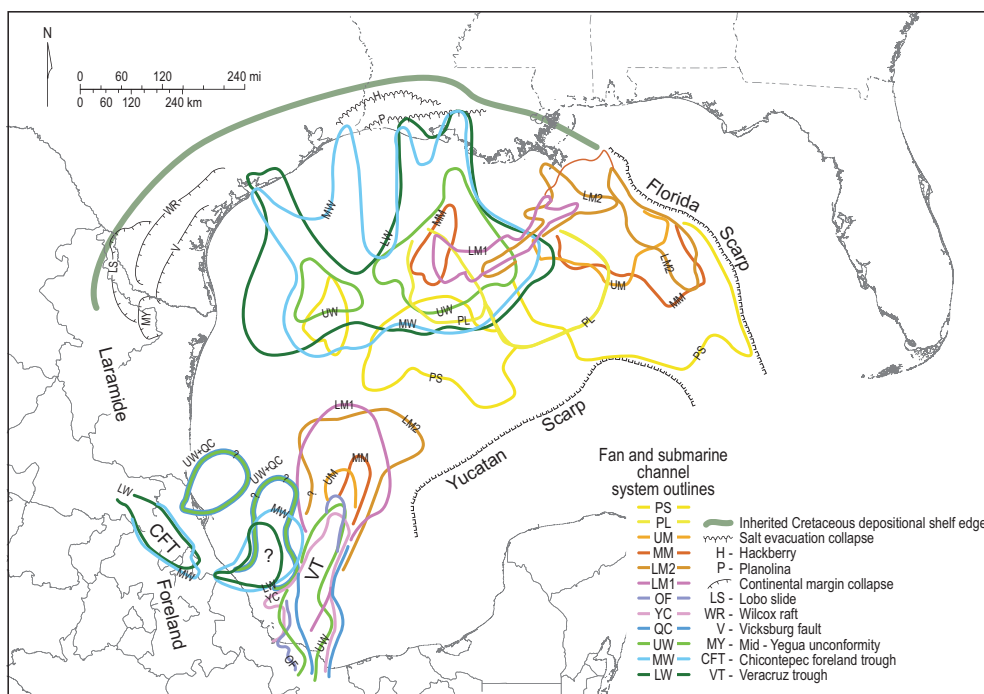 N
0 60 120 240 mi
0 60 120 240 km
H
P
WR
V
LS
MY
MW
LW
MM
LM1
LM2
Florida
Scarp
UW
UW
PL
MW
UM
LM2
MM
PL
PS
PS
Laramide
Foreland
Yucatan
Scarp
LM1
LM2
UW+QC
?
UW+QC
?
?
?
MM
UM
MW
LW
CFT
MW
?
VT
LW
YC
OF
UW
Fan and submarine
channel
system outlines
PS
PL
UM
MM
LM2
LM1
OF
YC
QC
UW
MW
LW
Inherited Cretaceous depositional shelf edge
Salt evacuation collapse
H - Hackberry
P - Planolina
Continental margin collapse
LS - Lobo slide
WR - Wilcox raft
V - Vicksburg fault
MY - Mid - Yegua unconformity
CFT - Chicontepec foreland trough
VT - Veracruz trough